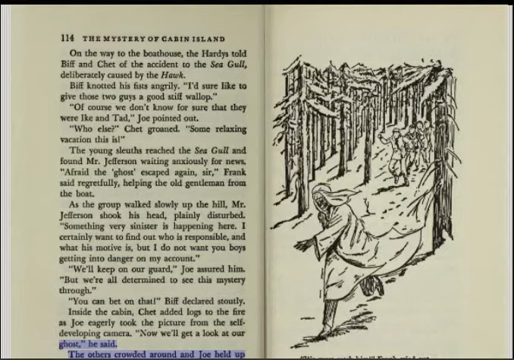 114 THE MYSTERY OF CABIN ISLAND
On the way to the boathouse, the Hardys told
Biff and Chet of the accident to the Sea Gull,
deliberately caused by the Hawk.
Biff knotted his fists angrily. "I'd sure like to
give those two guys a good stiff wallop."
"Of course we don't know for sure that they
were Ike and Tad," Joe pointed out.
"Who else?" Chet groaned. "Some relaxing
vacation this is!"
The young sleuths reached the Sea Gull and
found Mr. Jefferson waiting anxiously for news.
"Afraid the 'ghost' escaped again, sir," Frank
said regretfully, helping the old gentleman from
the boat.
As the group walked slowly up the hill, Mr.
Jefferson shook his head, plainly disturbed.
"Something very sinister is happening here. I
certainly want to find out who is responsible, and
what his motive is, but I do not want you boys
getting into danger on my account."
"We'll keep on our guard," Joe assured him.
"But we're all determined to see this mystery
through."
"You can bet on that!" Biff declared stoutly.
Inside the cabin, Chet added logs to the fire
as Joe eagerly took the picture from the self-
developing camera. "Now we'll get a look at our
ghost," he said.
The others crowded around and Joe held up